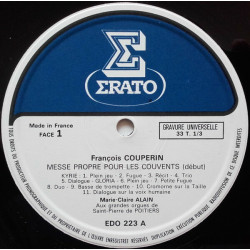 ERATO
Made in France
FACE 1
GRAVURE UNIVERSELLE
33 T. 1/3
François COUPERIN
MESSE PROPRE POUR LES COUVENTS (début)
KYRIE - 1. Plein jeu - 2. Fugue - 3. Récit - 4. Trio
5. Dialogue - GLORIA - 6. Plein jeu - 7. Petite Fugue
8. Duo - 9. Basse de trompette - 10. Cromorne sur la Taille
11. Dialogue sur la voix humaine
Marie-Claire ALAIN
Aux grandes orgues de
Saint-Pierre de POITIERS
EDO 223 A